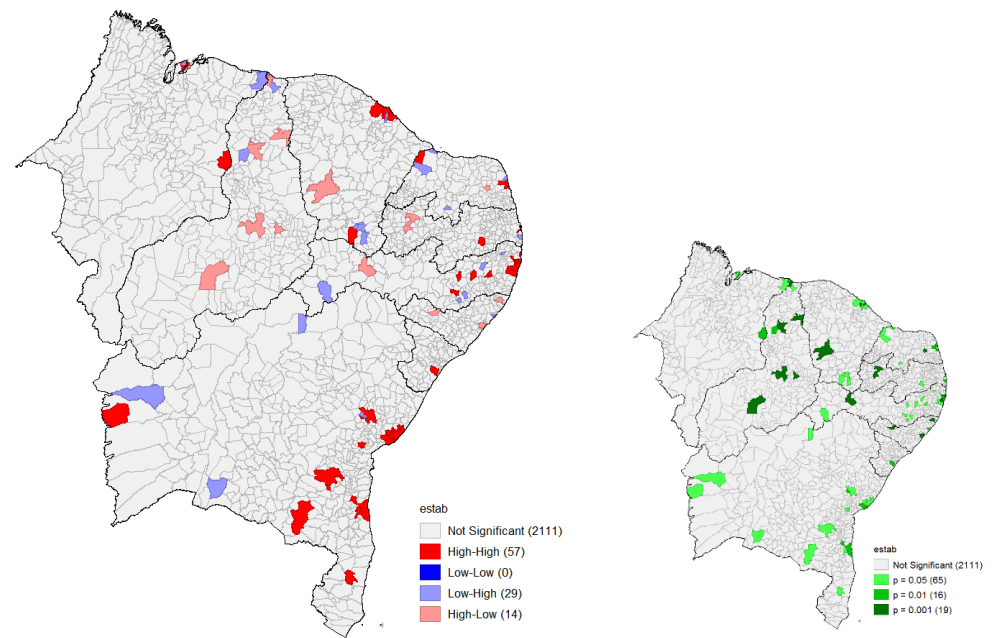 estab
Not Significant (2111)
High-High (57)
Low-Low (0)
Low-High (29)
High-Low (14)
estab
Not Significant (2111)
p = 0.05 (65)
p = 0.01 (16)
p = 0.001 (19)